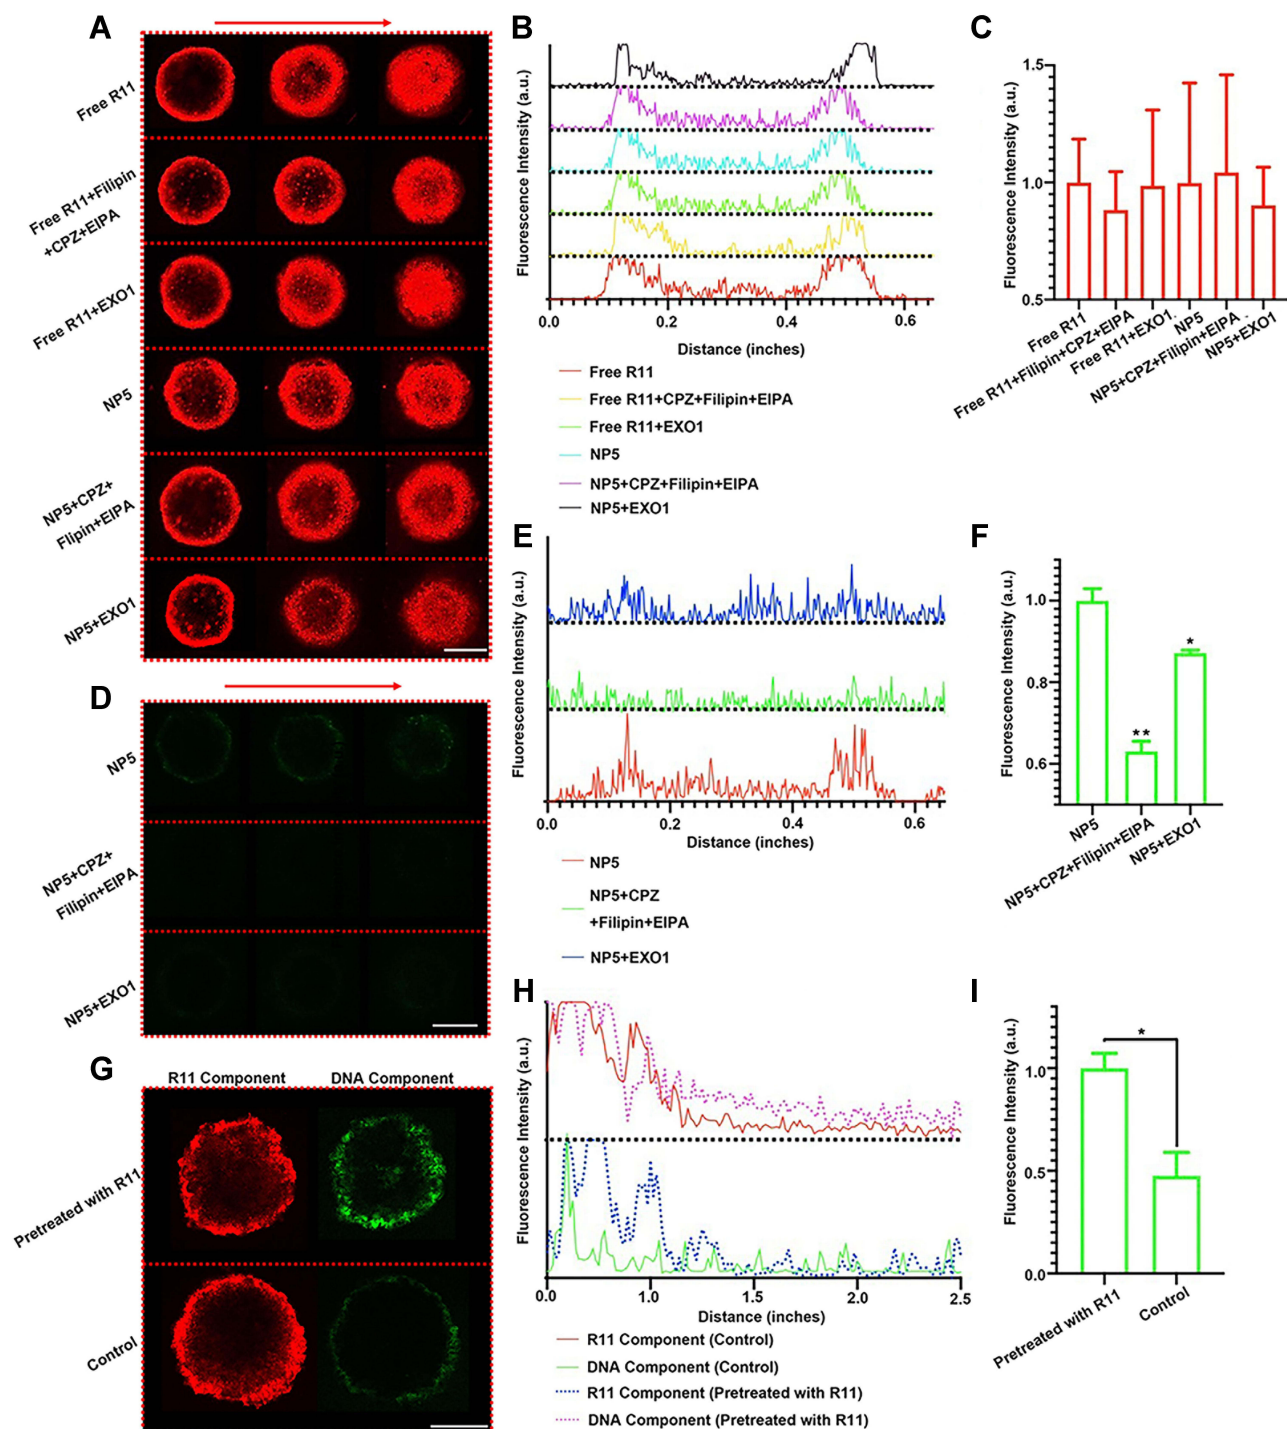 A
Free R11
Free R11+Filipin
+CPZ+EIPA
Free R11+EXO1
NP5
NP5+CPZ+
FIipin+EIPA
NP5+EXO1
B
Fluorescence Intensity (a.u.)
0.0 0.2 0.4 0.6
Distance (inches)
Free R11
Free R11+CPZ+Filipin+EIPA
Free R11+EXO1
NP5
NP5+CPZ+Filipin+EIPA
NP5+EXO1
C
Fluorescence Intensity (a.u.)
1.5
1.0
0.5
Free R11
Free R11+Filipin+CPZ+EIPA
Free R11+EXO1
NP5
NP5+CPZ+Filipin+EIPA
NP5+EXO1
D
NP5
NP5+CPZ+
Filipin+EIPA
NP5+EXO1
E
Fluorescence Intensity (a.u.)
0.0 0.2 0.4 0.6
Distance (inches)
NP5
NP5+CPZ
+Filipin+EIPA
NP5+EXO1
F
Fluorescence Intensity (a.u.)
1.0
0.8
0.6
**
*
NP5
NP5+CPZ+Filipin+EIPA
NP5+EXO1
G
R11 Component DNA Component
Pretreated with R11
Control
H
Fluorescence Intensity (a.u.)
0.0 1.0 1.5 2.0 2.5
Distance (inches)
R11 Component (Control)
DNA Component (Control)
R11 Component (Pretreated with R11)
DNA Component (Pretreated with R11)
I
Fluorescence Intensity (a.u.)
1.0
0.5
0.0
*
Pretreated with R11
Control